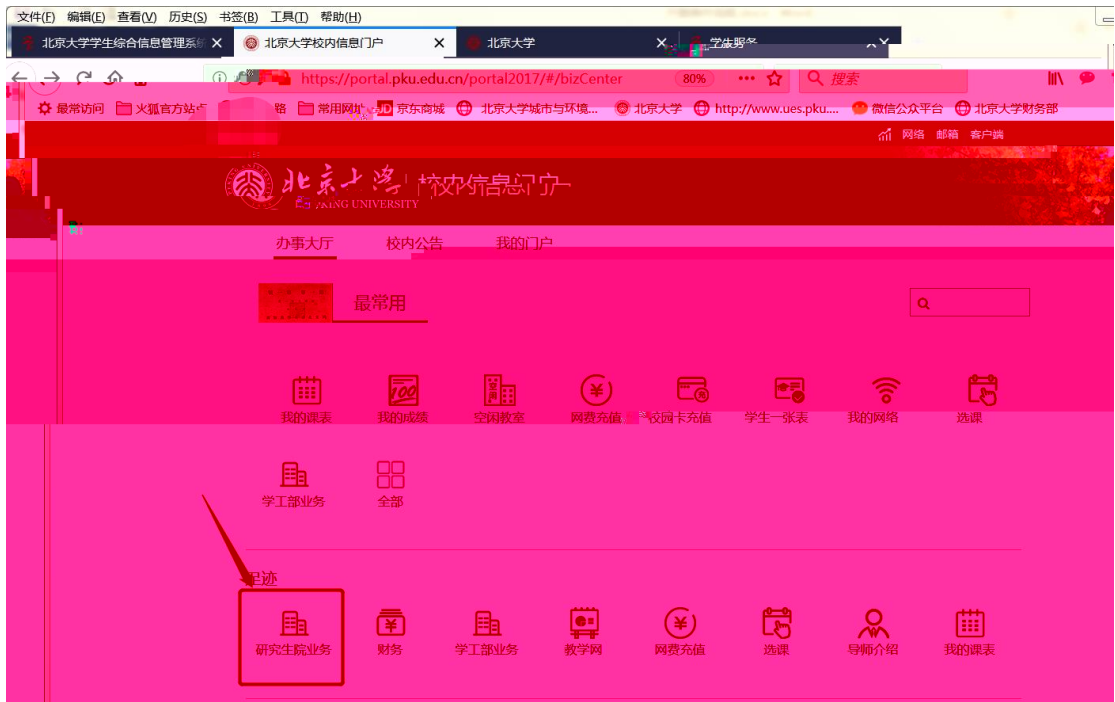 文件(F) 编辑(E) 查看(V) 历史(S) 书签(B) 工具(T) 帮助(H)
北京大学学生综合信息管理系统 北京大学校内信息门户 北京大学
https://portal.pku.edu.cn/portal2017/#/bizCenter 80% 搜索
最常访问 火狐官方站点 常用网址 JD 京东商城 北京大学城市与环境... 北京大学 http://www.ues.pku.... 微信公众平台 北京大学财务部
网络 邮箱 客户端
北京大学 校内信息门户
UNIVERSITY
办事大厅 校内公告 我的门户
最常用
100
我的课表 我的成绩 空闲教室 网费充值 校园卡充值 学生一张表 我的网络 选课
学工部业务 全部
足迹
研究生院业务 财务 学工部业务 教学网 网费充值 选课 导师介绍 我的课表